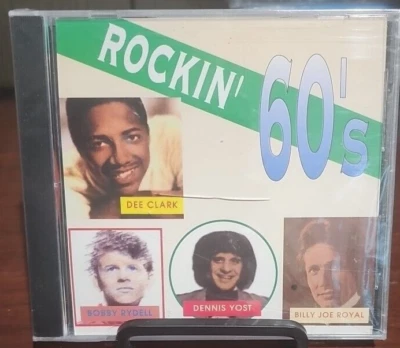 ROCKIN'
60's
DEE CLARK
BOBBY RYDELL
DENNIS YOST
BILLY JOE ROYAL